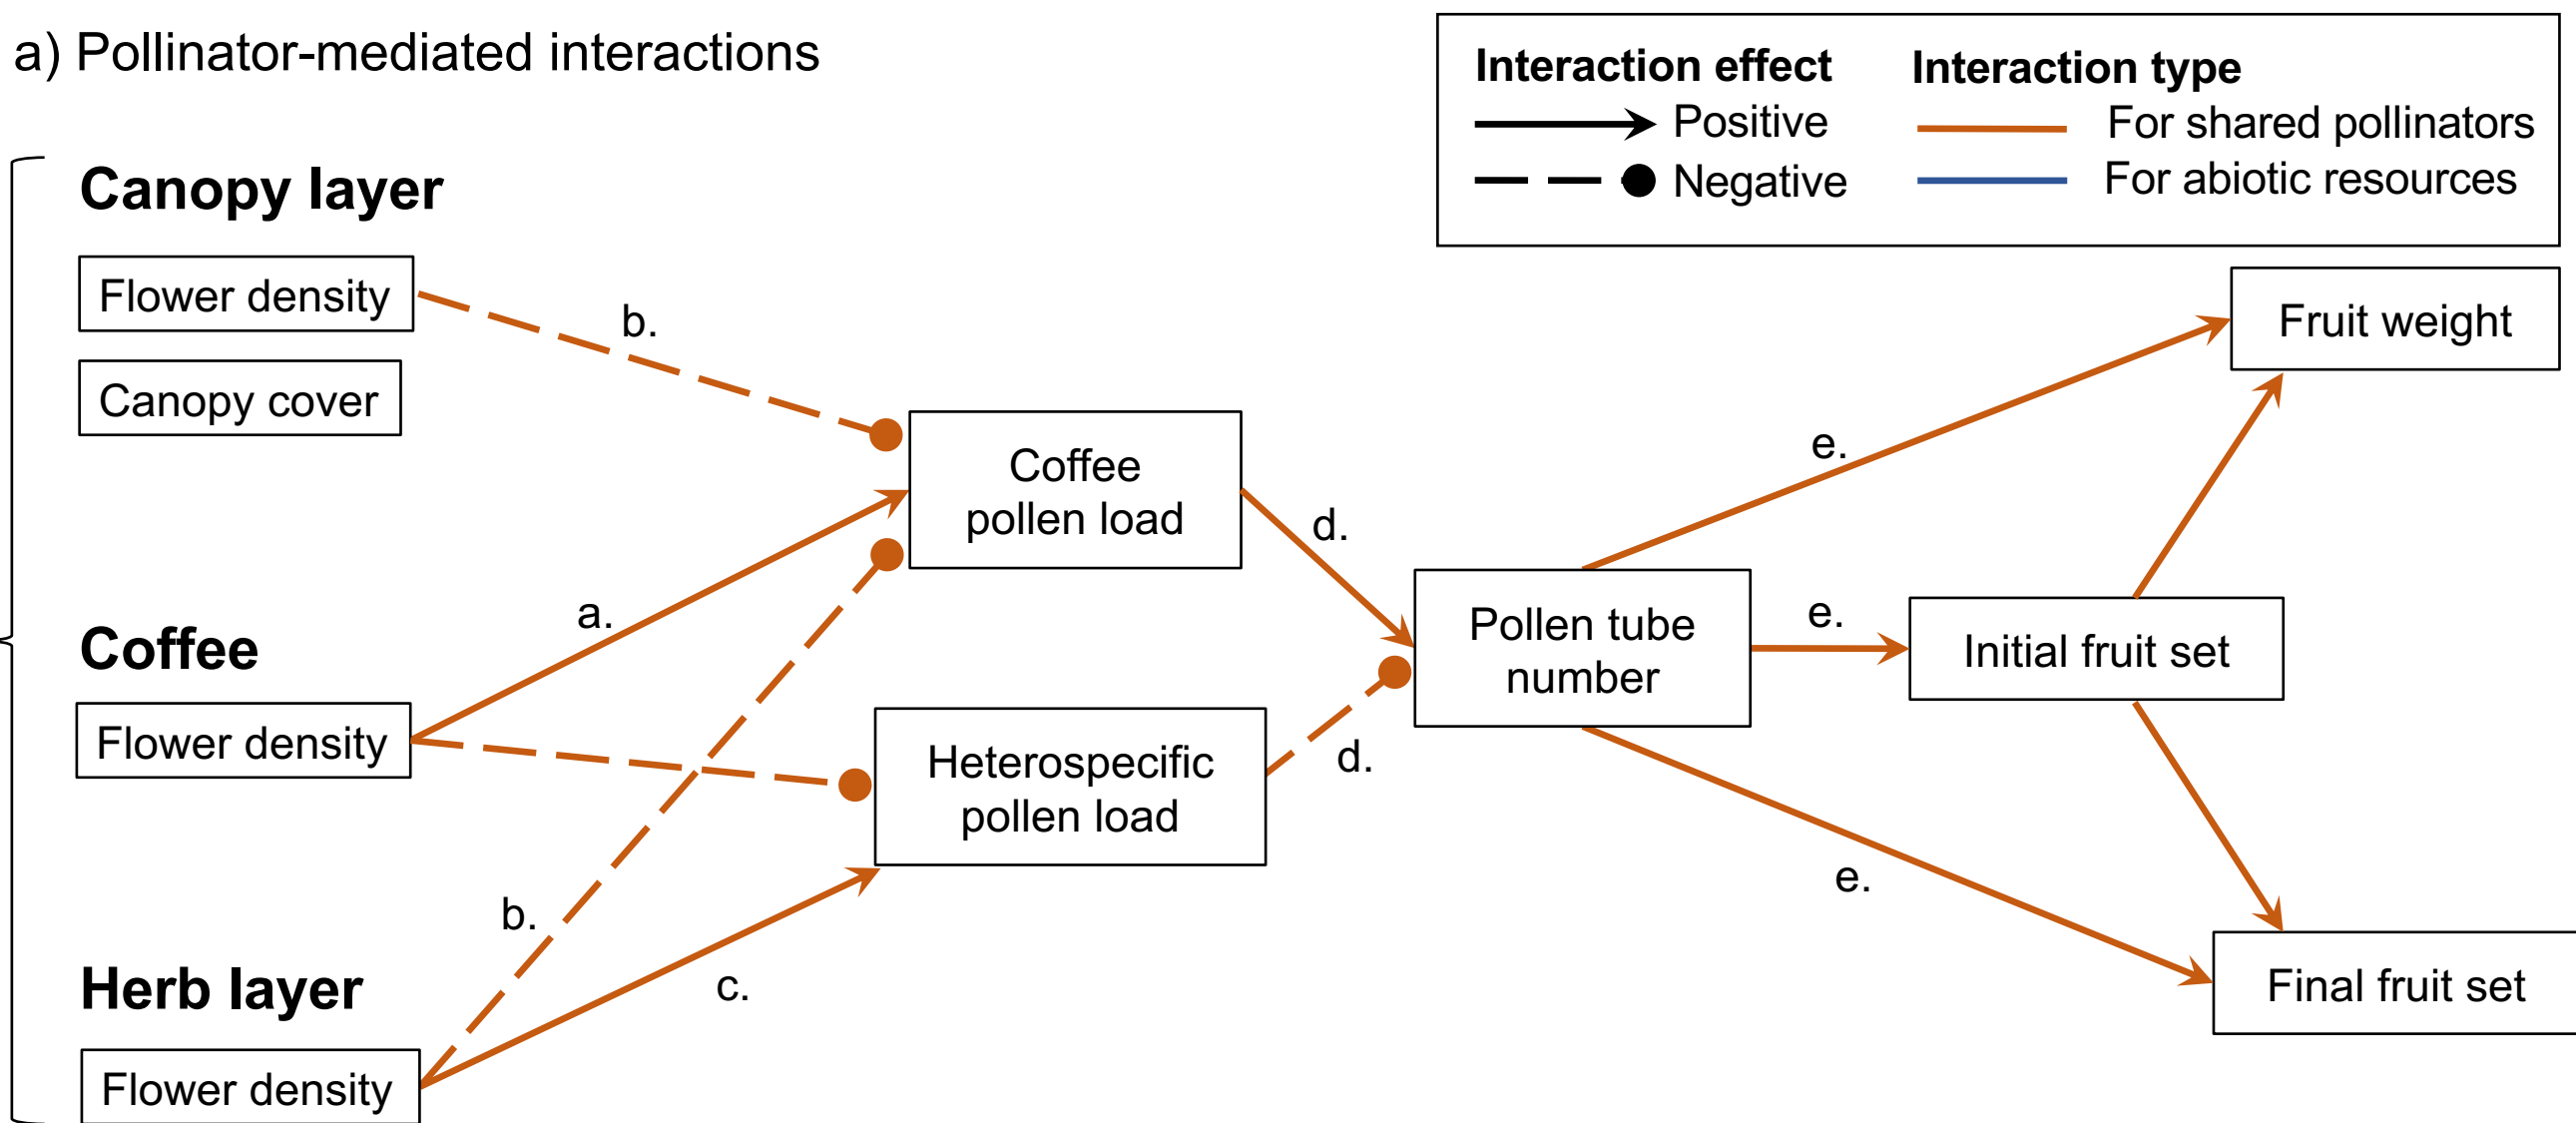 a) Pollinator-mediated interactions
Interaction effect
Positive
Negative
Interaction type
For shared pollinators
For abiotic resources
Canopy layer
Flower density
Canopy cover
b.
Coffee
pollen load
a.
Coffee
Flower density
Heterospecific
pollen load
b.
c.
Herb layer
Flower density
d.
d.
Pollen tube
number
e.
e.
e.
Fruit weight
Initial fruit set
Final fruit set